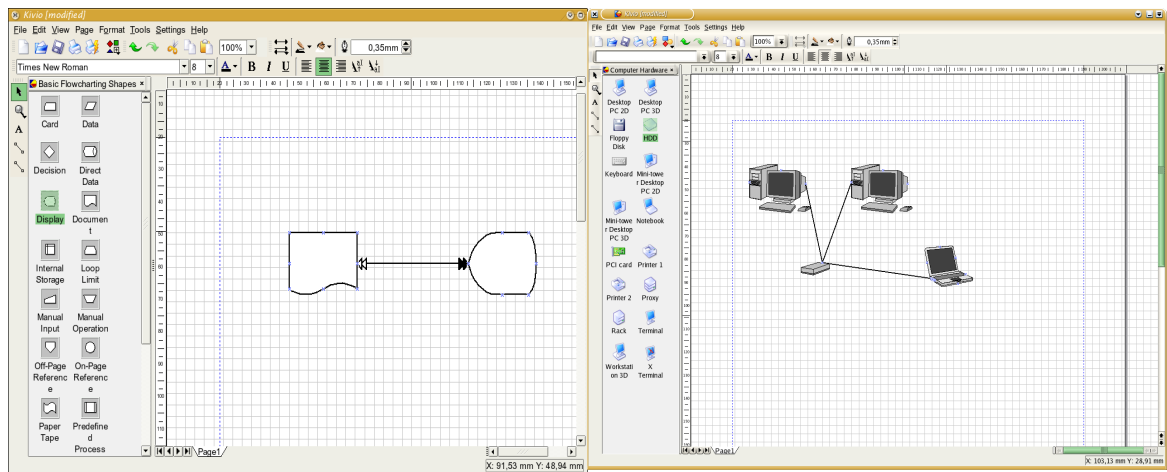 Kivio [modified]
File Edit View Page Format Tools Settings Help
100%
0,35mm
Times New Roman
8
A
B I U
Basic Flowcharting Shapes
Card
Data
Decision
Direct
Data
Display
Documen
t
Internal
Storage
Loop
Limit
Manual
Input
Manual
Operation
Off-Page
Referenc
e
On-Page
Referenc
e
Paper
Tape
Predefine
d
Process
Page1
X: 91,53 mm Y: 48,94 mm
Kivio [modified]
File Edit View Page Format Tools Settings Help
100%
0,35mm
8
A
B I U
Computer Hardware
Desktop
PC 2D
Desktop
PC 3D
Floppy
Disk
HDD
Keyboard
Mini-towe
r Desktop
PC 2D
Mini-towe
r Desktop
PC 3D
Notebook
PCI card
Printer 1
Printer 2
Proxy
Rack
Terminal
Workstati
on 3D
X
Terminal
Page1
X: 103,13 mm Y: 28,91 mm